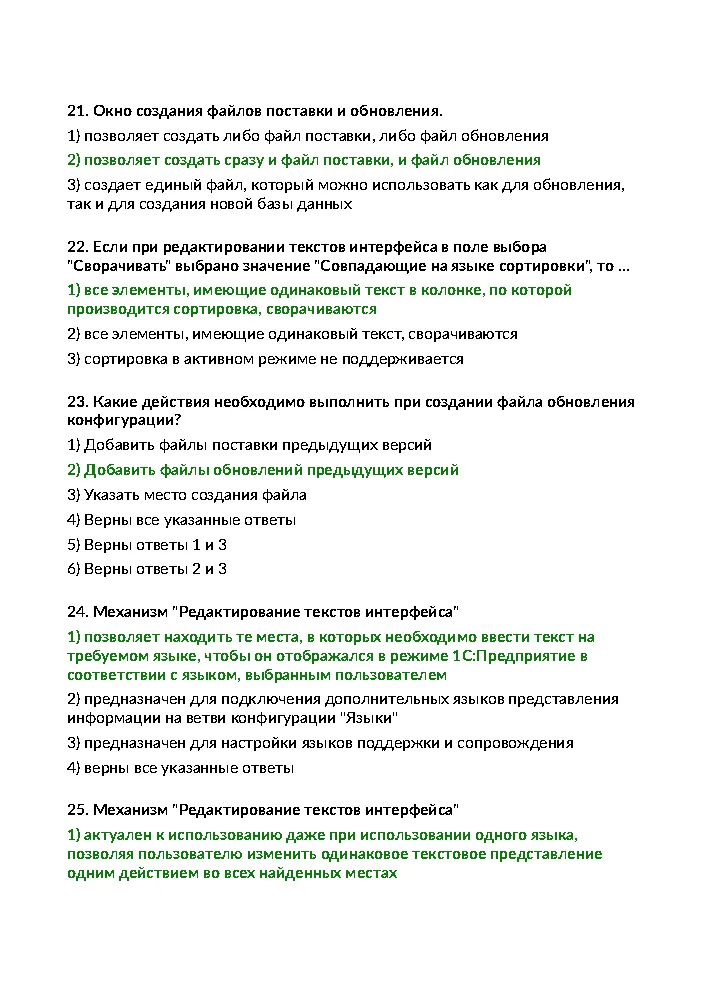 21. Окно создания файлов поставки и обновления.
1) позволяет создать либо файл поставки, либо файл обновления
2) позволяет создать сразу и файл поставки, и файл обновления
3) создает единый файл, который можно использовать как для обновления,
так и для создания новой базы данных
22. Если при редактировании текстов интерфейса в поле выбора
"Сворачивать" выбрано значение "Совпадающие на языке сортировки", то ...
1) все элементы, имеющие одинаковый текст в колонке, по которой
производится сортировка, сворачиваются
2) все элементы, имеющие одинаковый текст, сворачиваются
3) сортировка в активном режиме не поддерживается
23. Какие действия необходимо выполнить при создании файла обновления
конфигурации?
1) Добавить файлы поставки предыдущих версий
2) Добавить файлы обновлений предыдущих версий
3) Указать место создания файла
4) Верны все указанные ответы
5) Верны ответы 1 и 3
6) Верны ответы 2 и 3
24. Механизм "Редактирование текстов интерфейса"
1) позволяет находить те места, в которых необходимо ввести текст на
требуемом языке, чтобы он отображался в режиме 1С:Предприятие в
соответствии с языком, выбранным пользователем
2) предназначен для подключения дополнительных языков представления
информации на ветви конфигурации "Языки"
3) предназначен для настройки языков поддержки и сопровождения
4) верны все указанные ответы
25. Механизм "Редактирование текстов интерфейса"
1) актуален к использованию даже при использовании одного языка,
позволяя пользователю изменить одинаковое текстовое представление
одним действием во всех найденных местах